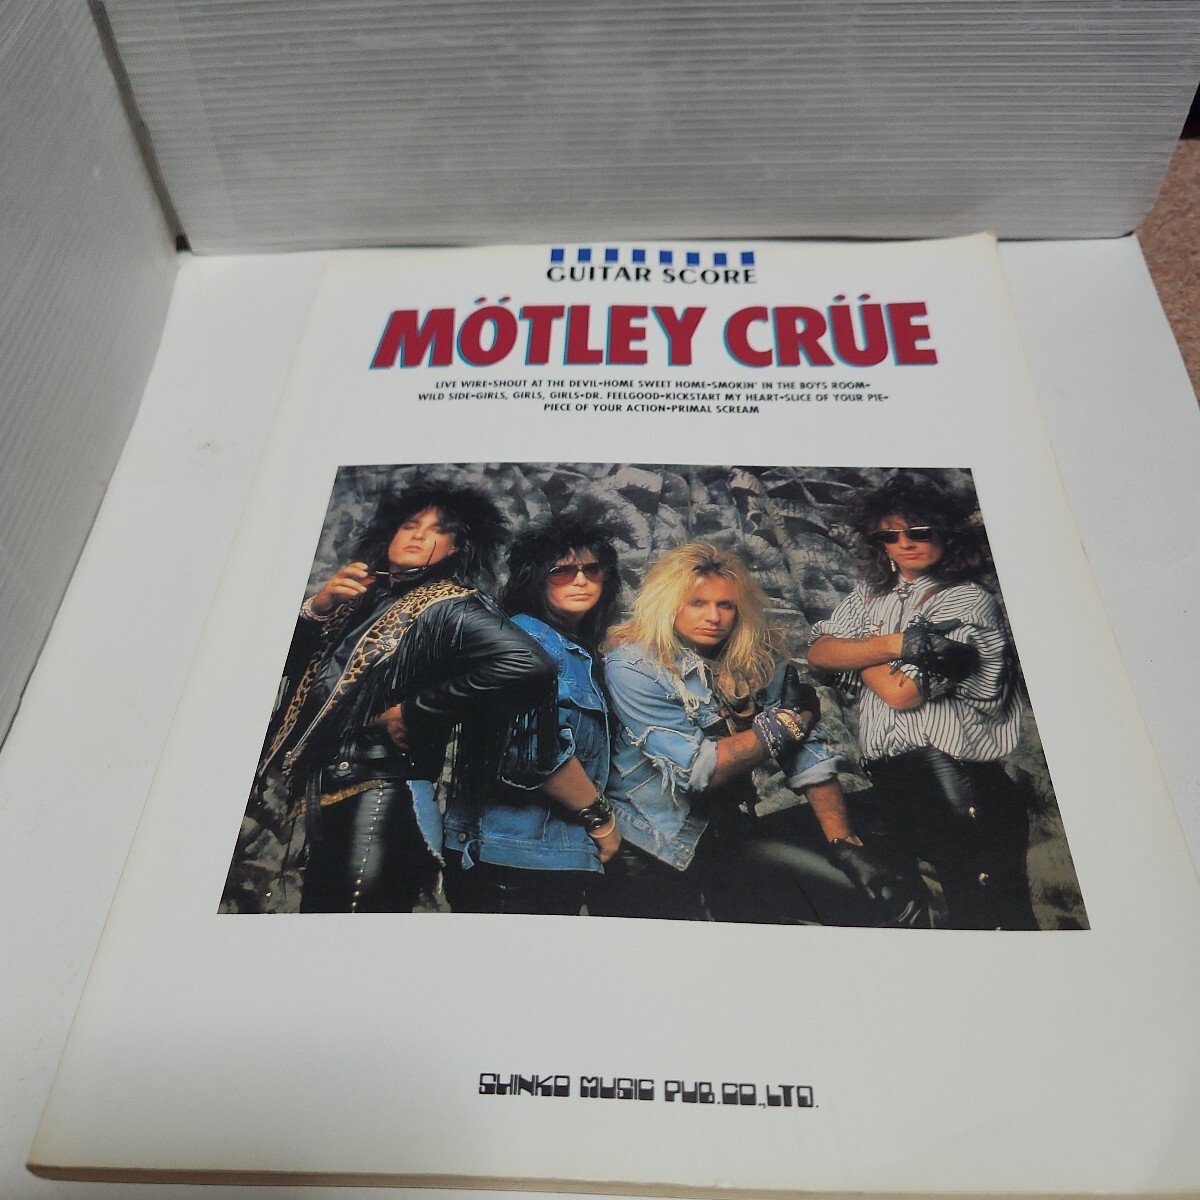 GUITAR SCORE
MÖTLEY CRÜE
LIVE WIRE•SHOUT AT THE DEVIL•HOME SWEET HOME•SMOKIN' IN THE BOYS ROOM•
WILD SIDE•GIRLS, GIRLS, GIRLS•DR. FEELGOOD•KICKSTART MY HEART•SLICE OF YOUR PIE•
PIECE OF YOUR ACTION•PRIMAL SCREAM
SHINKO MUSIC PUB.CO.,LTD.